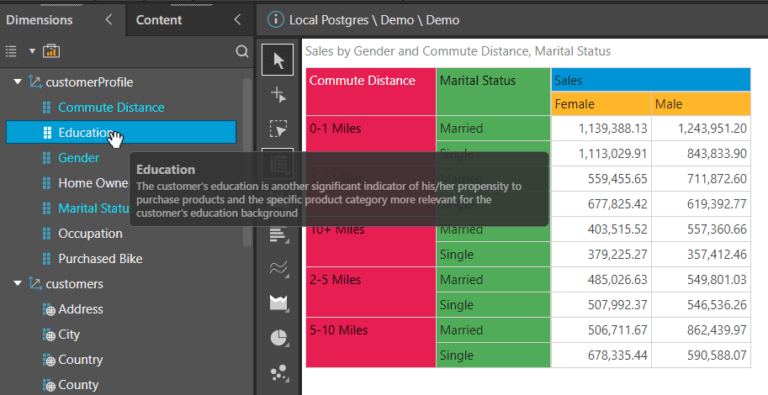 Dimensions
Content
Local Postgres \ Demo \ Demo
customerProfile
Commute Distance
Education
Gender
Home Owne
Marital Statu
Occupation
Purchased Bike
customers
Address
City
Country
County
Education
The customer's education is another significant indicator of his/her propensity to
purchase products and the specific product category more relevant for the
customer's education background
Sales by Gender and Commute Distance, Marital Status
Commute Distance Marital Status Sales
Female Male
0-1 Miles Married 1,139,388.13 1,243,951.20
Single 1,113,029.91 843,833.90
559,455.65 711,872.60
677,825.42 619,392.77
10+ Miles Married 403,515.52 557,360.66
Single 379,225.27 357,412.46
2-5 Miles Married 485,026.63 549,801.03
Single 507,992.37 546,536.26
5-10 Miles Married 506,711.67 862,439.97
Single 678,335.44 590,588.07